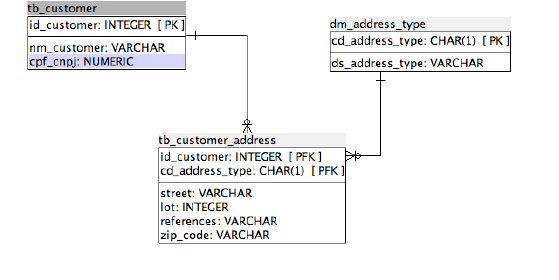 tb_customer
id_customer: INTEGER [ PK ]
nm_customer: VARCHAR
cpf_cnpj: NUMERIC
dm_address_type
cd_address_type: CHAR(1) [ PK ]
ds_address_type: VARCHAR
tb_customer_address
id_customer: INTEGER [ PFK ]
cd_address_type: CHAR(1) [ PFK ]
street: VARCHAR
lot: INTEGER
references: VARCHAR
zip_code: VARCHAR